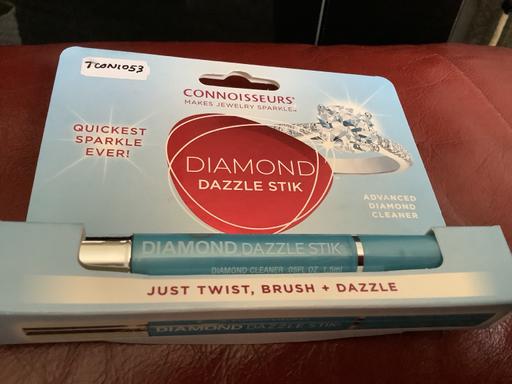 TCON1053
CONNOISSEURS®
MAKES JEWELRY SPARKLE™
QUICKEST
SPARKLE
EVER!
DIAMOND
DAZZLE STIK
ADVANCED
DIAMOND
CLEANER
DIAMOND DAZZLE STIK®
DIAMOND CLEANER .05FL OZ 1.5ml
JUST TWIST, BRUSH + DAZZLE
DIAMOND DAZZLE STIK